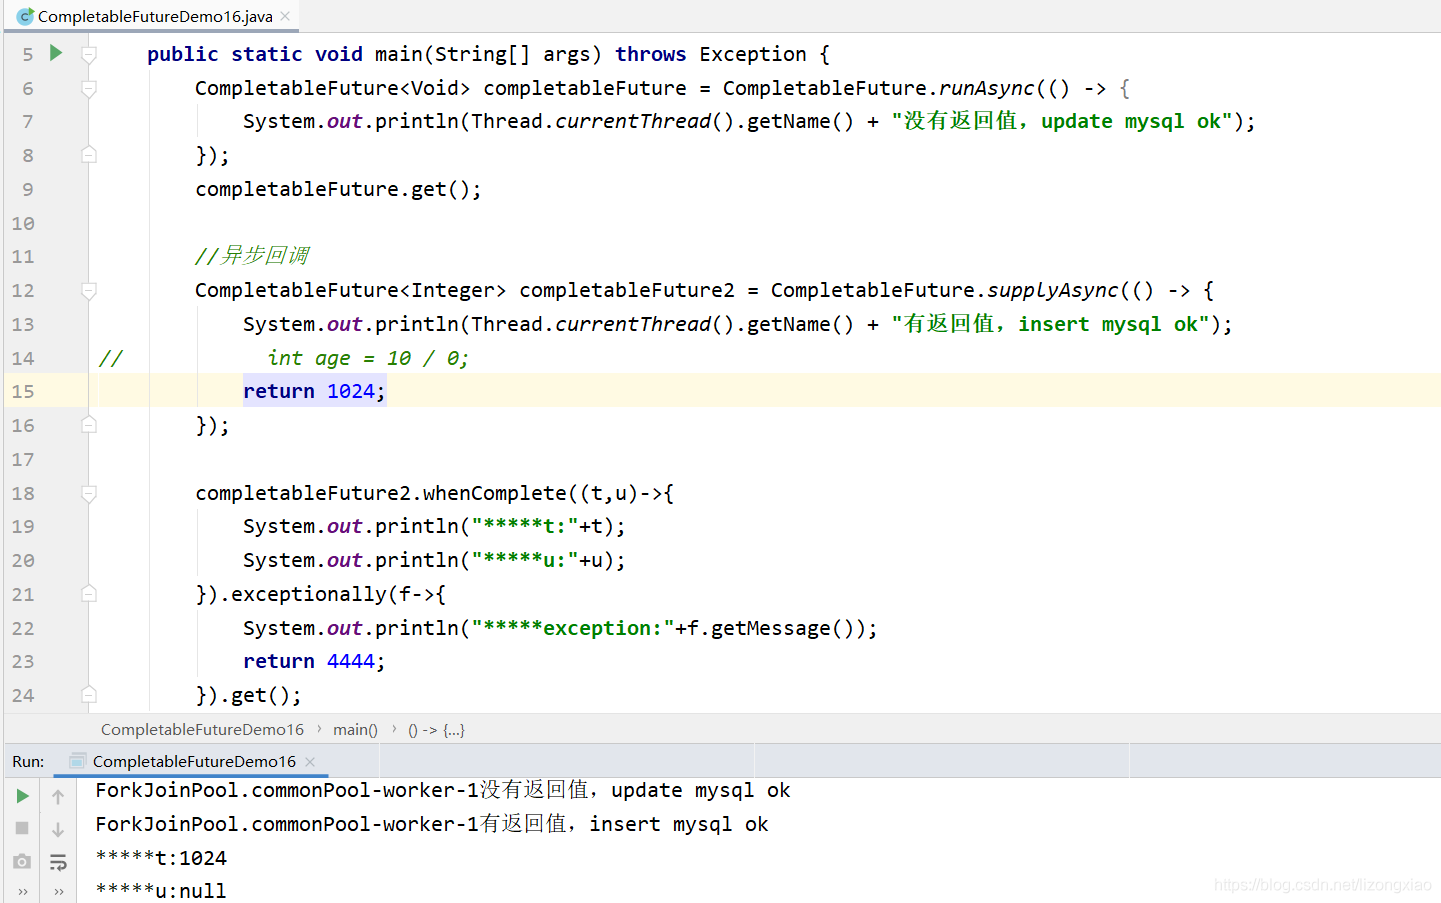 CompletableFutureDemo16.java
5 public static void main(String[] args) throws Exception {
6 CompletableFuture<Void> completableFuture = CompletableFuture.runAsync(() -> {
7 System.out.println(Thread.currentThread().getName() + "没有返回值，update mysql ok");
8 });
9 completableFuture.get();
10
11 //异步回调
12 CompletableFuture<Integer> completableFuture2 = CompletableFuture.supplyAsync(() -> {
13 System.out.println(Thread.currentThread().getName() + "有返回值，insert mysql ok");
14 // int age = 10 / 0;
15 return 1024;
16 });
17
18 completableFuture2.whenComplete((t,u)->{
19 System.out.println("*****t:"+t);
20 System.out.println("*****u:"+u);
21 }).exceptionally(f->{
22 System.out.println("*****exception:"+f.getMessage());
23 return 4444;
24 }).get();
CompletableFutureDemo16 › main() › () -> {...}
Run: CompletableFutureDemo16
ForkJoinPool.commonPool-worker-1没有返回值，update mysql ok
ForkJoinPool.commonPool-worker-1有返回值，insert mysql ok
*****t:1024
*****u:null
https://blog.csdn.net/lizongxiao